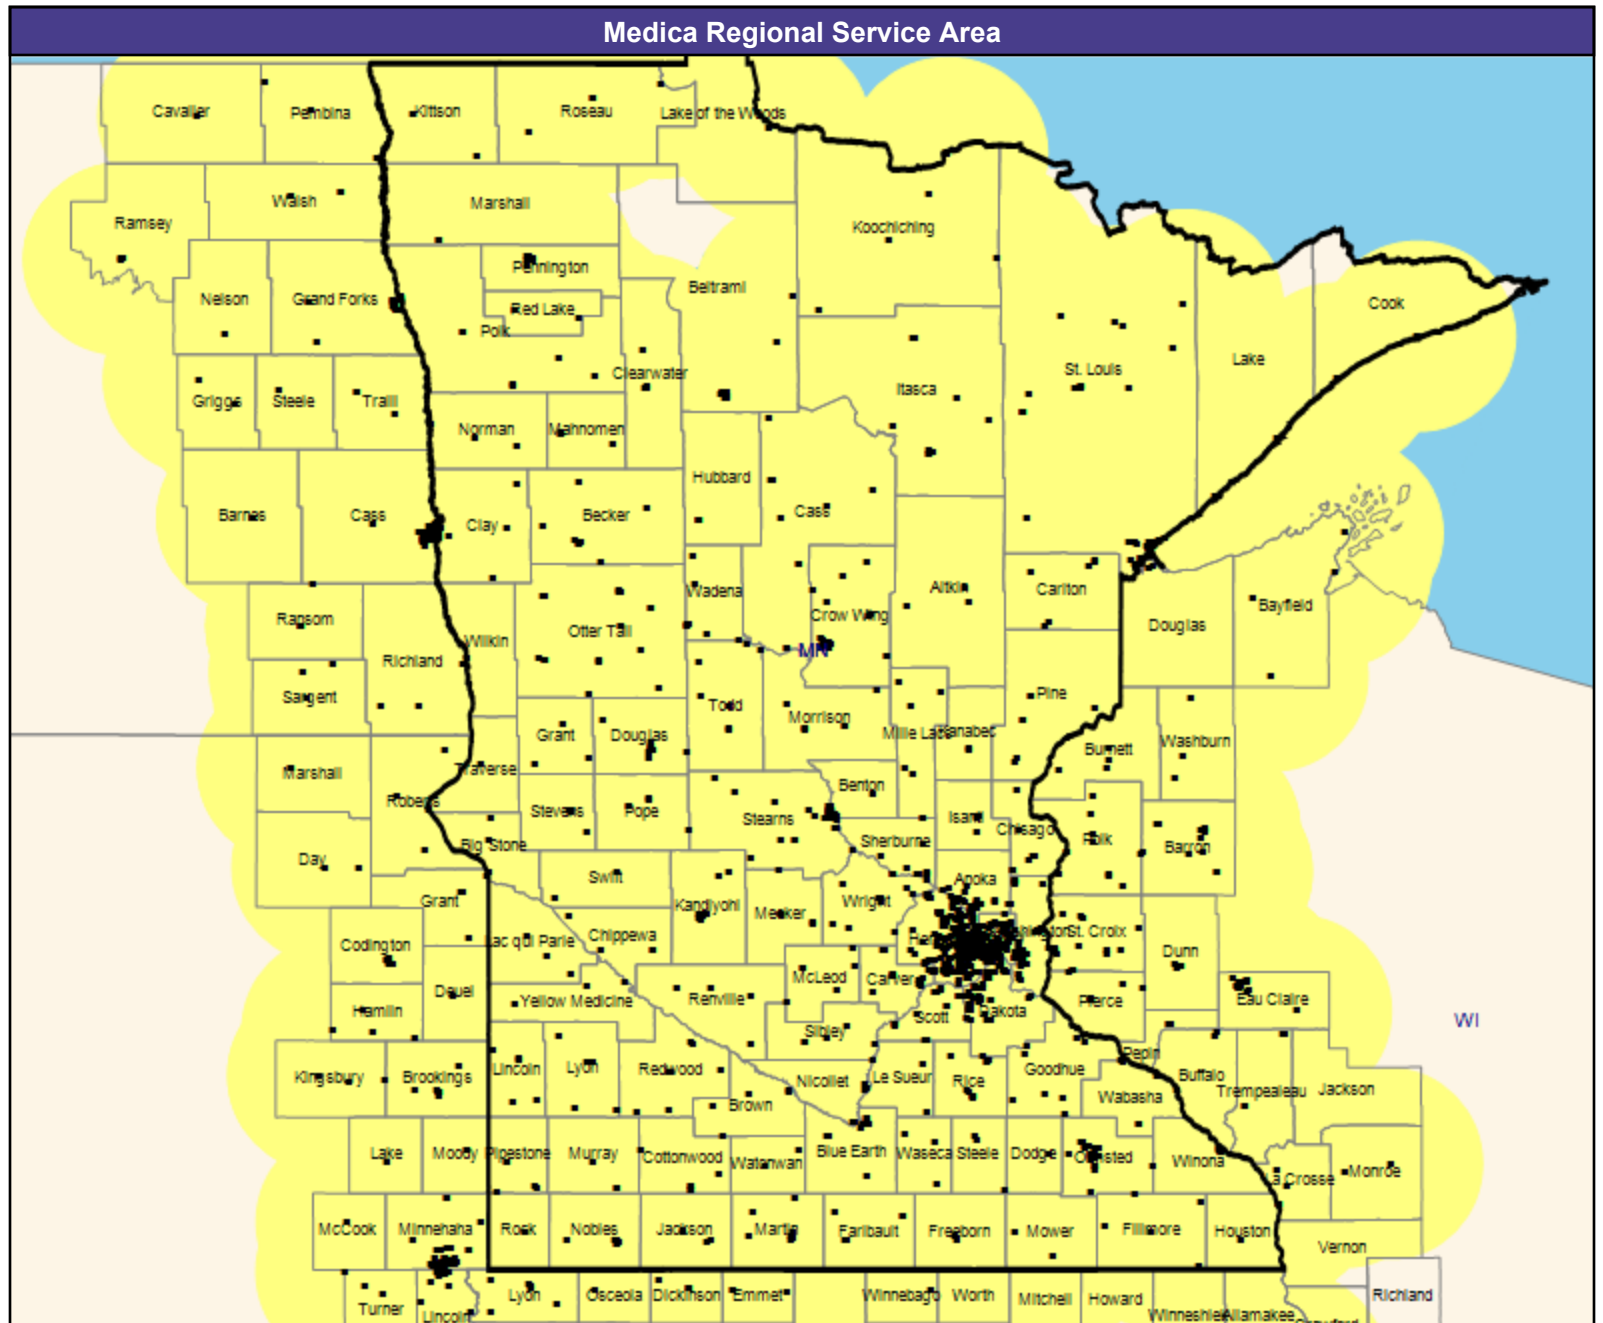 Medica Regional Service Area
Cavalier Pembina Kittson Roseau Lake of the Woods
Ramsey Walsh Marshall Koochiching
Nelson Grand Forks Pennington Red Lake Polk Beltrami Cook
Clearwater Itasca St. Louis Lake
Griggs Steele Traill Norman Mahnomen
Hubbard
Barnes Cass Clay Becker Cass
Ransom Wilkin Otter Tail Wadena Crow Wing Aitkin Carlton Douglas Bayfield
Richland MN
Sargent Todd Morrison Pine
Grant Douglas Mille Lacs Kanabec Burnett Washburn
Marshall Traverse Benton
Roberts Stevens Pope Stearns Isanti Chisago Polk Barron
Day Big Stone Sherburne
Swift Anoka
Grant Kandiyohi Meeker Wright
Codington Lac qui Parle Chippewa St. Croix Dunn
Deuel McLeod Carver
Hamlin Yellow Medicine Renville Scott Dakota Pierce Eau Claire
Sibley WI
Kingsbury Brookings Lincoln Lyon Redwood Nicollet Le Sueur Rice Goodhue Pepin Buffalo Trempealeau Jackson
Brown Wabasha
Lake Moody Pipestone Murray Cottonwood Watonwan Blue Earth Waseca Steele Dodge Olmsted Winona La Crosse Monroe
McCook Minnehaha Rock Nobles Jackson Martin Faribault Freeborn Mower Fillmore Houston Vernon
Turner Lincoln Lyon Osceola Dickinson Emmet Winnebago Worth Mitchell Howard Winneshiek Allamakee Crawford Richland